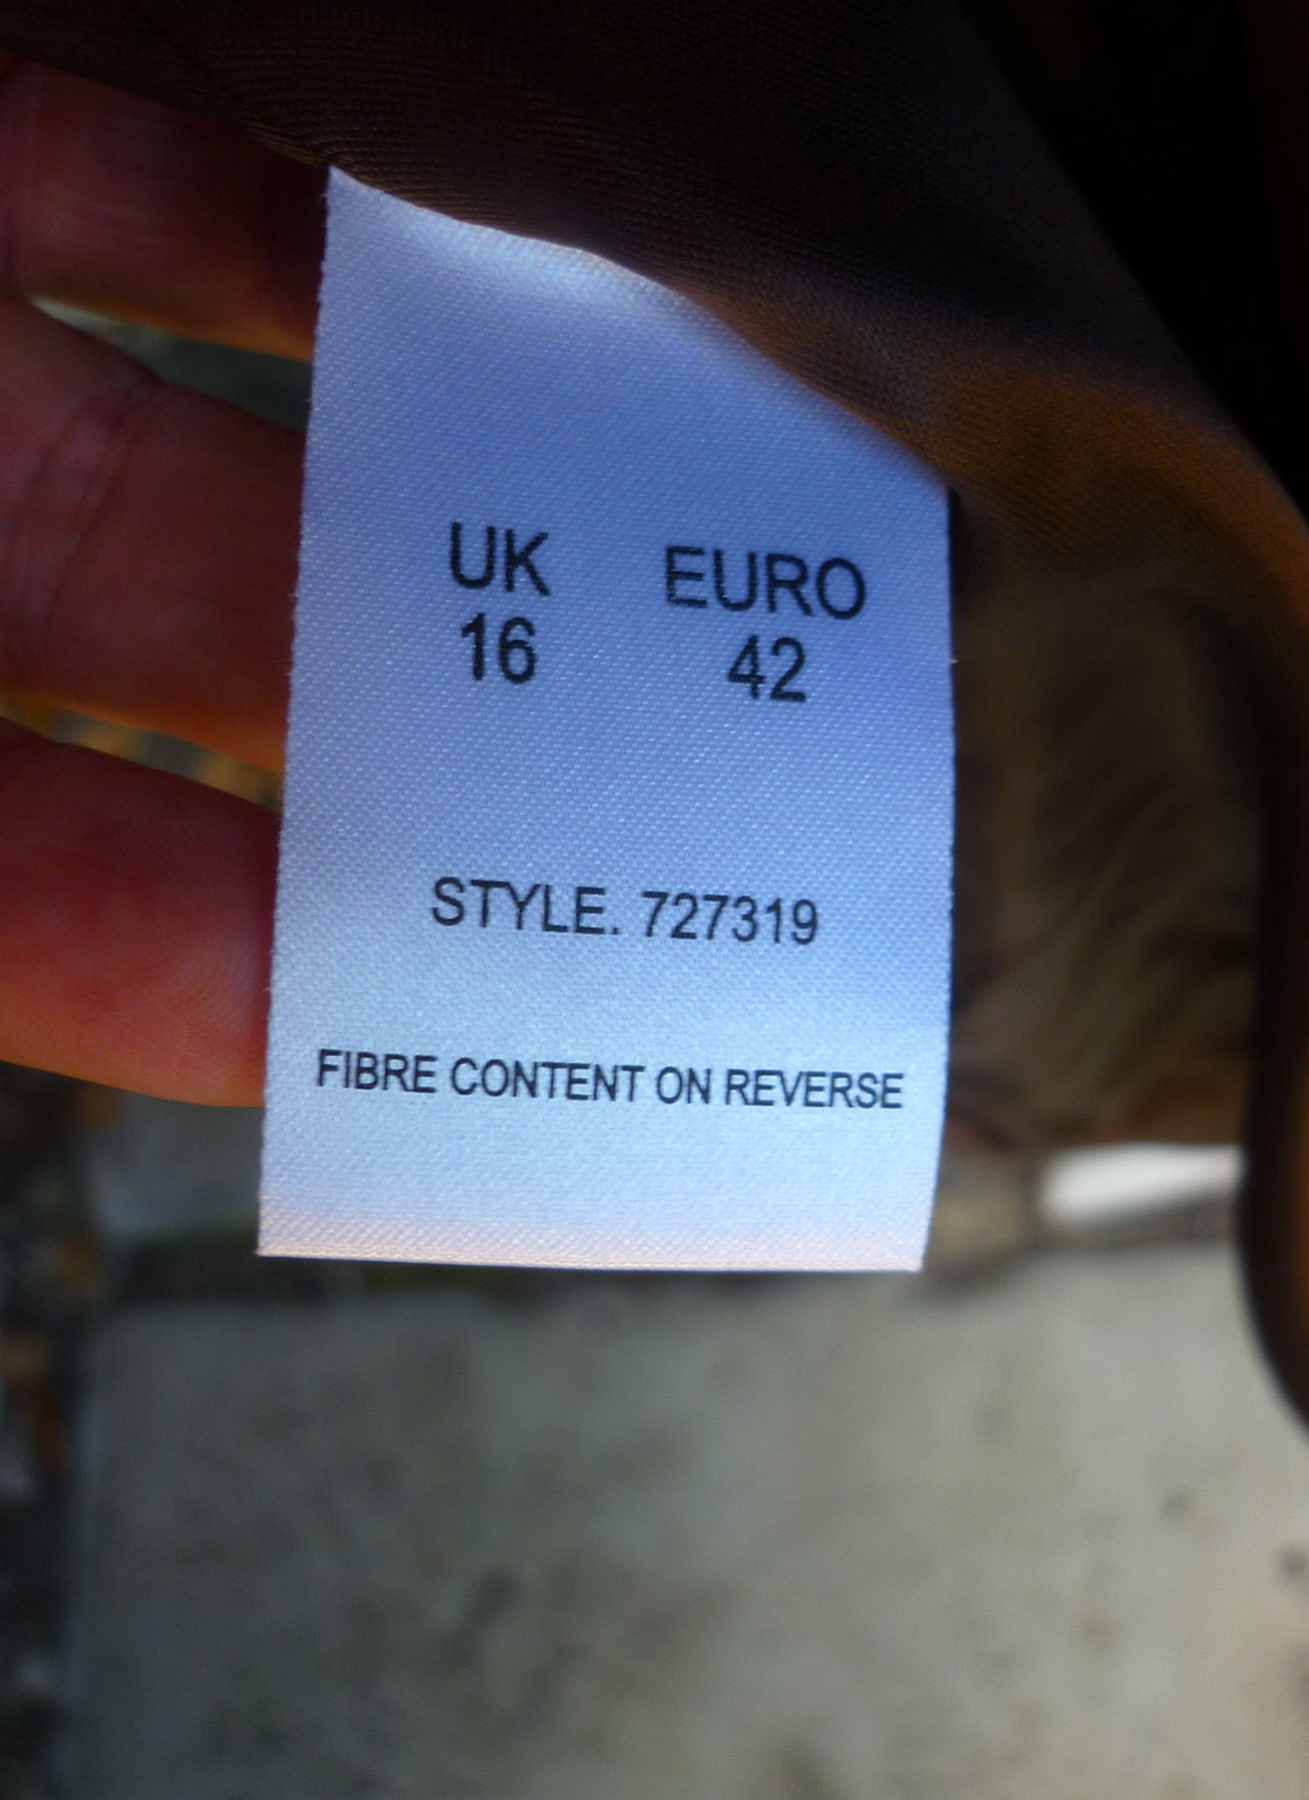 UK EURO
16 42
STYLE. 727319
FIBRE CONTENT ON REVERSE